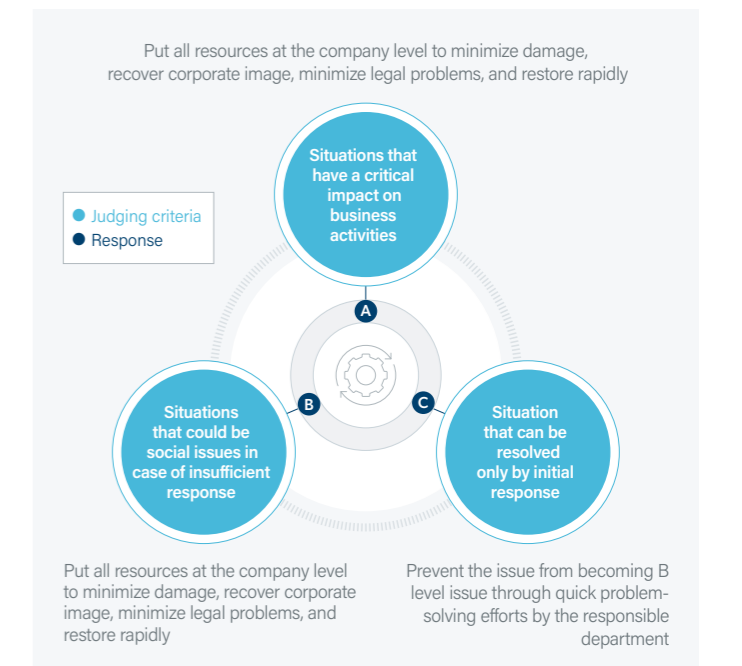 Put all resources at the company level to minimize damage,
recover corporate image, minimize legal problems, and restore rapidly
Situations that
have a critical
impact on
business
activities
Judging criteria
Response
A
B
C
Situations
that could be
social issues in
case of insufficient
response
Situation
that can be
resolved
only by initial
response
Put all resources at the company level
to minimize damage, recover corporate
image, minimize legal problems, and
restore rapidly
Prevent the issue from becoming B
level issue through quick problem-
solving efforts by the responsible
department